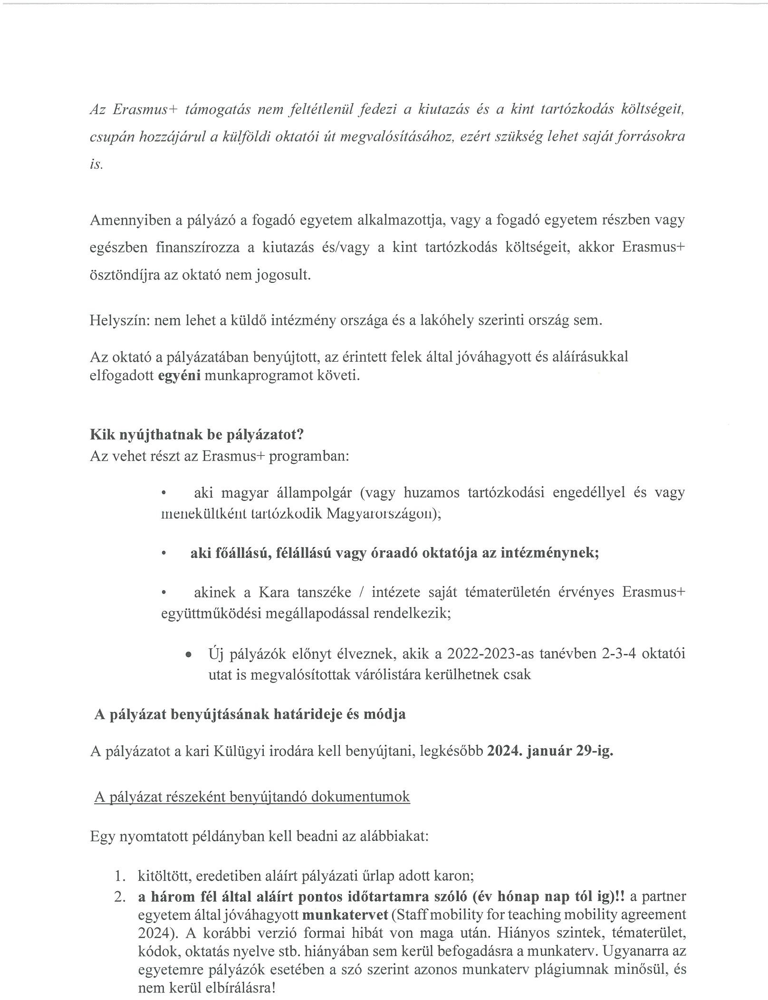 Az Erasmus+ támogatás nem feltétlenül fedezi a kiutazás és a kint tartózkodás költségeit,
csupán hozzájárul a külföldi oktatói út megvalósításához, ezért szükség lehet saját forrásokra
is.
Amennyiben a pályázó a fogadó egyetem alkalmazottja, vagy a fogadó egyetem részben vagy
egészben finanszírozza a kiutazás és/vagy a kint tartózkodás költségeit, akkor Erasmus+
ösztöndíjra az oktató nem jogosult.
Helyszín: nem lehet a küldő intézmény országa és a lakóhely szerinti ország sem.
Az oktató a pályázatában benyújtott, az érintett felek által jóváhagyott és aláírásukkal
elfogadott egyéni munkaprogramot követi.
Kik nyújthatnak be pályázatot?
Az vehet részt az Erasmus+ programban:
• aki magyar állampolgár (vagy huzamos tartózkodási engedéllyel és vagy
menekültként tartózkodik Magyarországon);
• aki főállású, félállású vagy óraadó oktatója az intézménynek;
• akinek a Kara tanszéke / intézete saját tématerületén érvényes Erasmus+
együttműködési megállapodással rendelkezik;
• Új pályázók előnyt élveznek, akik a 2022-2023-as tanévben 2-3-4 oktatói
utat is megvalósítottak várólistára kerülhetnek csak
A pályázat benyújtásának határideje és módja
A pályázatot a kari Külügyi irodára kell benyújtani, legkésőbb 2024. január 29-ig.
A pályázat részeként benyújtandó dokumentumok
Egy nyomtatott példányban kell beadni az alábbiakat:
1. kitöltött, eredetiben aláírt pályázati űrlap adott karon;
2. a három fél által aláírt pontos időtartamra szóló (év hónap nap tól ig)!! a partner
egyetem által jóváhagyott munkatervet (Staff mobility for teaching mobility agreement
2024). A korábbi verzió formai hibát von maga után. Hiányos szintek, tématerület,
kódok, oktatás nyelve stb. hiányában sem kerül befogadásra a munkaterv. Ugyanarra az
egyetemre pályázók esetében a szó szerint azonos munkaterv plágiumnak minősül, és
nem kerül elbírálásra!